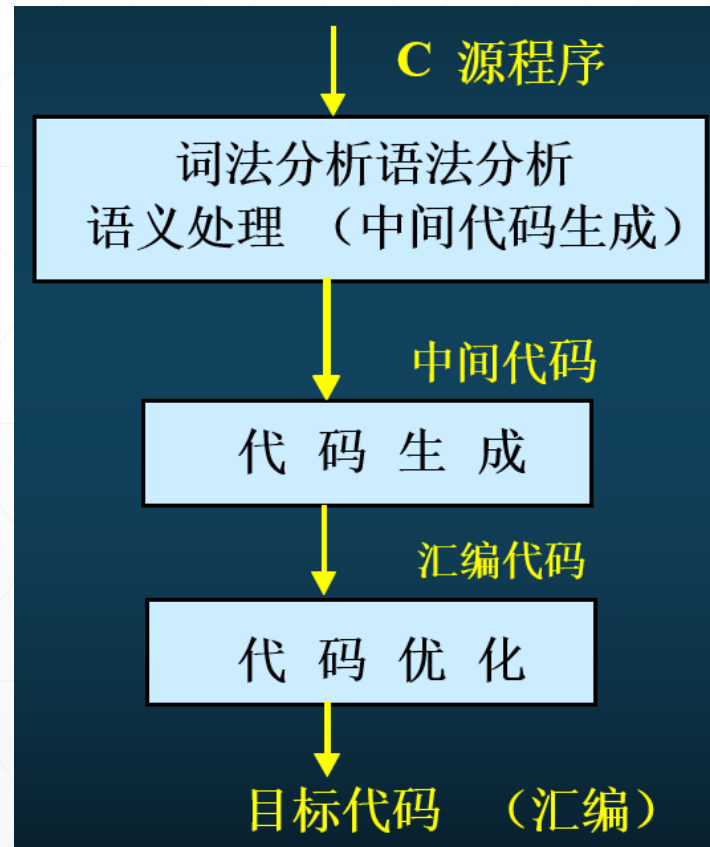 C 源程序
词法分析语法分析
语义处理 （中间代码生成）
中间代码
代 码 生 成
汇编代码
代 码 优 化
目标代码 （汇编）